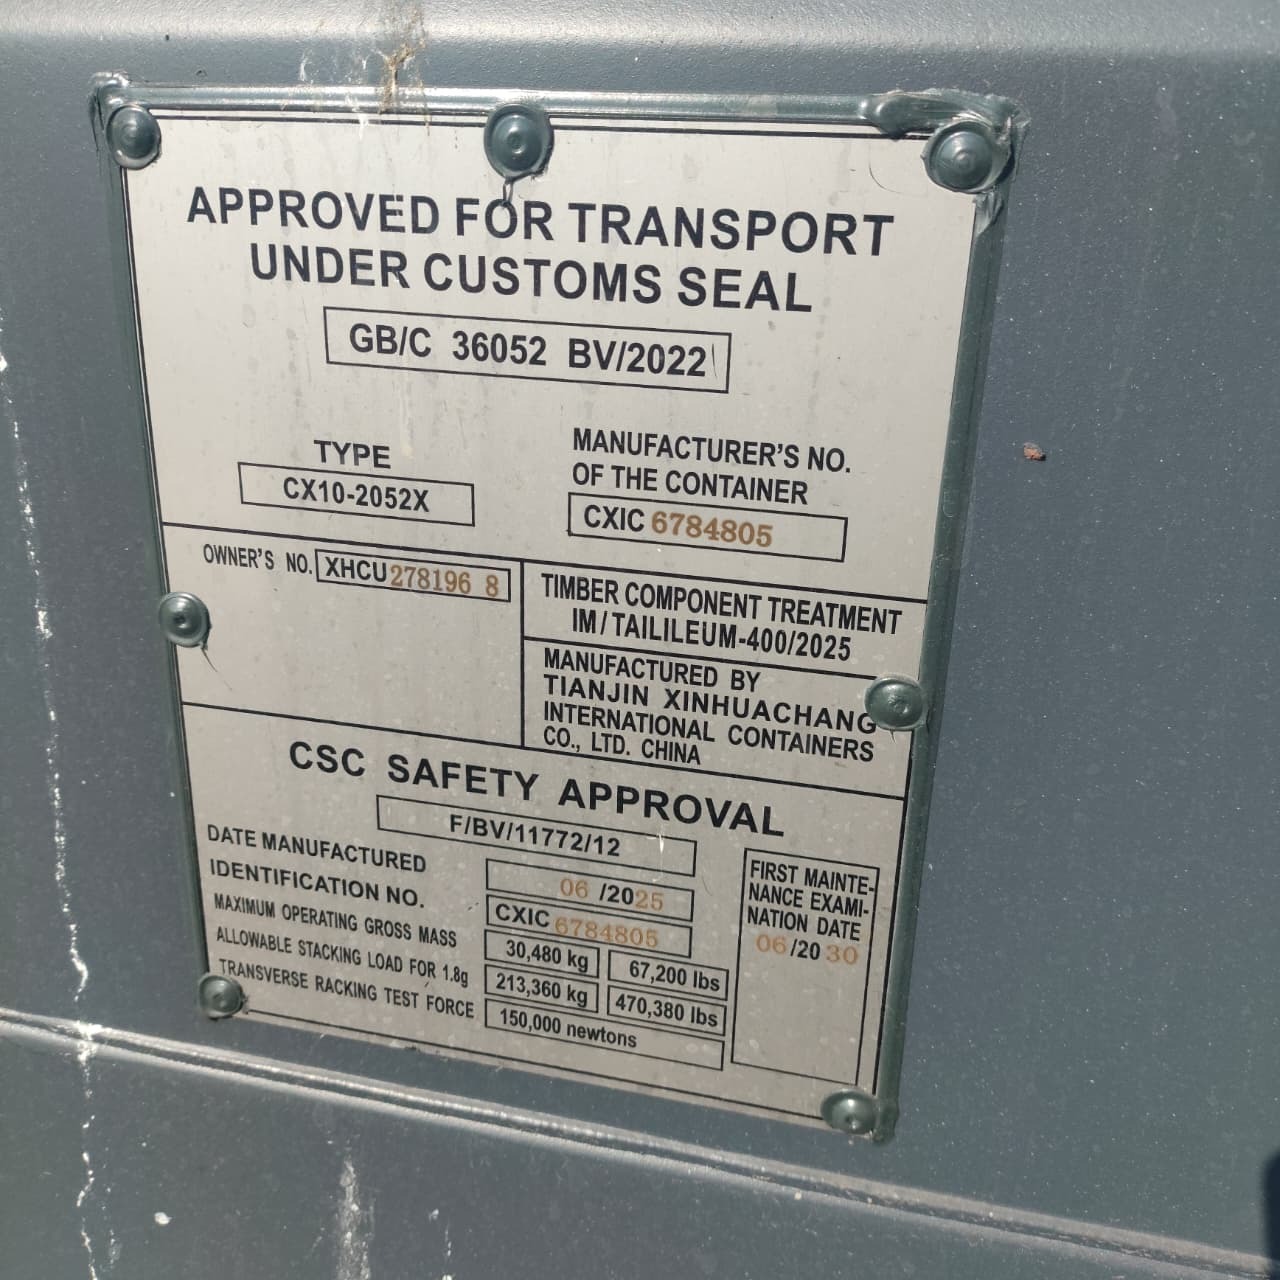 APPROVED FOR TRANSPORT
UNDER CUSTOMS SEAL
GB/C 36052 BV/2022
TYPE
CX10-2052X
MANUFACTURER'S NO.
OF THE CONTAINER
CXIC 6784805
OWNER'S NO. XHCU 278196 8
TIMBER COMPONENT TREATMENT
IM/TAILILEUM-400/2025
MANUFACTURED BY
TIANJIN XINHUACHANG
INTERNATIONAL CONTAINERS
CO., LTD. CHINA
CSC SAFETY APPROVAL
F/BV/11772/12
DATE MANUFACTURED 06/2025
IDENTIFICATION NO. CXIC 6784805
MAXIMUM OPERATING GROSS MASS 30,480 kg 67,200 lbs
ALLOWABLE STACKING LOAD FOR 1.8g 213,360 kg 470,380 lbs
TRANSVERSE RACKING TEST FORCE 150,000 newtons
FIRST MAINTE-
NANCE EXAMI-
NATION DATE
06/2030